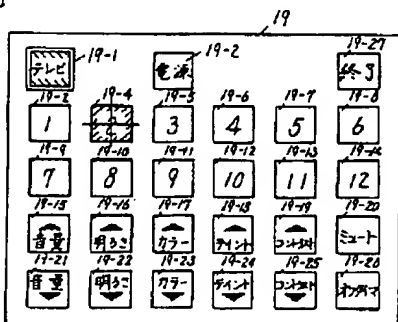 19
19-1 19-2 19-27
テレビ 電源 終了
19-3 19-4 19-5 19-6 19-7 19-8
1 2 3 4 5 6
19-9 19-10 19-11 19-12 19-13 19-14
7 8 9 10 11 12
19-15 19-16 19-17 19-18 19-19 19-20
音量 明るさ カラー ティント コントラスト ミュート
19-21 19-22 19-23 19-24 19-25 19-26
音量 明るさ カラー ティント コントラスト オフタイマ